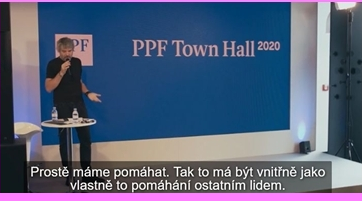 PPF
PPF Town Hall 2020
Prostě máme pomáhat. Tak to má být vnitřně jako
vlastně to pomáhání ostatním lidem.